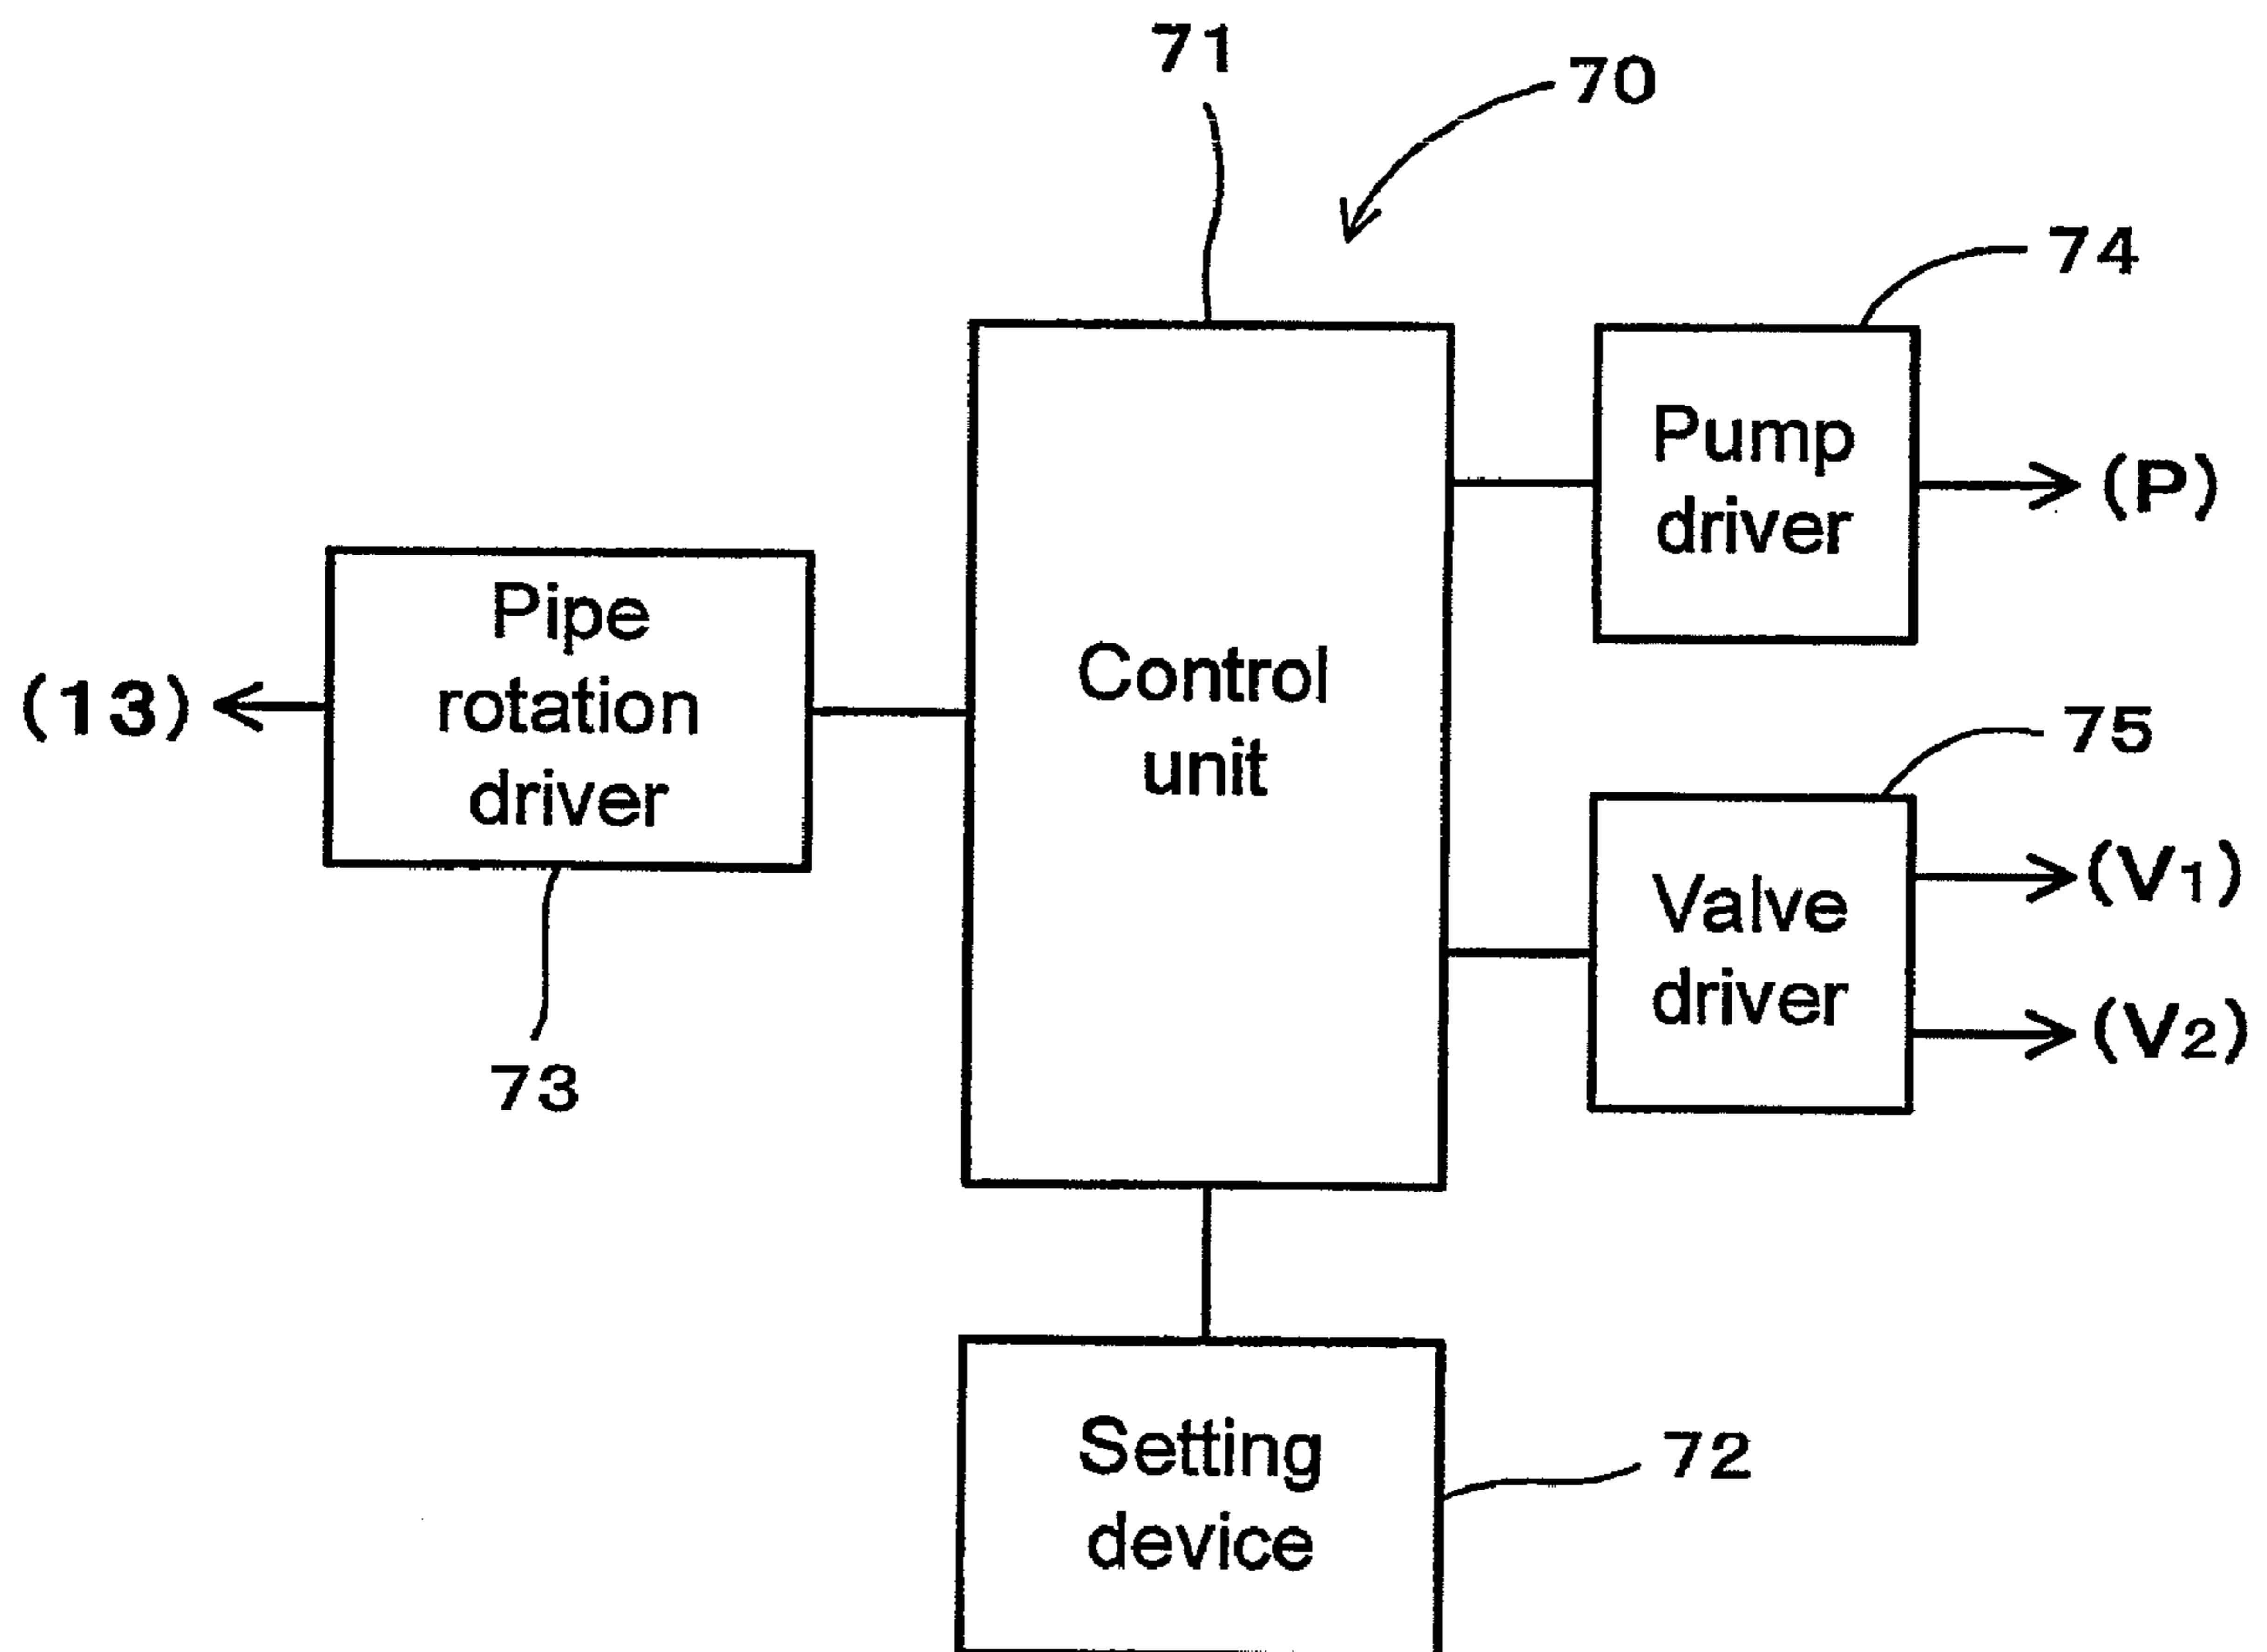 71
70
74
Pump
driver
(P)
Pipe
rotation
driver
(13)
73
Control
unit
75
Valve
driver
(V1)
(V2)
Setting
device
72